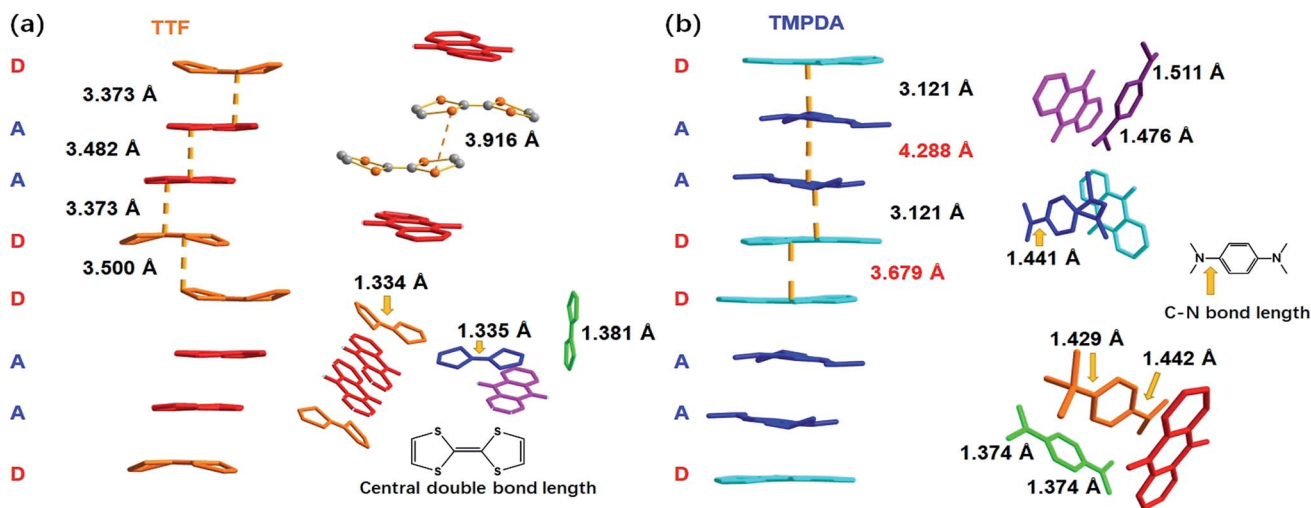 (a)
TTF
D
3.373 Å
A
3.482 Å
A
3.373 Å
D
3.500 Å
D
A
A
D
3.916 Å
1.334 Å
1.335 Å
1.381 Å
S
S
S
S
Central double bond length
(b)
TMPDA
D
3.121 Å
A
4.288 Å
A
3.121 Å
D
3.679 Å
D
A
A
D
1.511 Å
1.476 Å
1.441 Å
N
N
C-N bond length
1.429 Å
1.442 Å
1.374 Å
1.374 Å